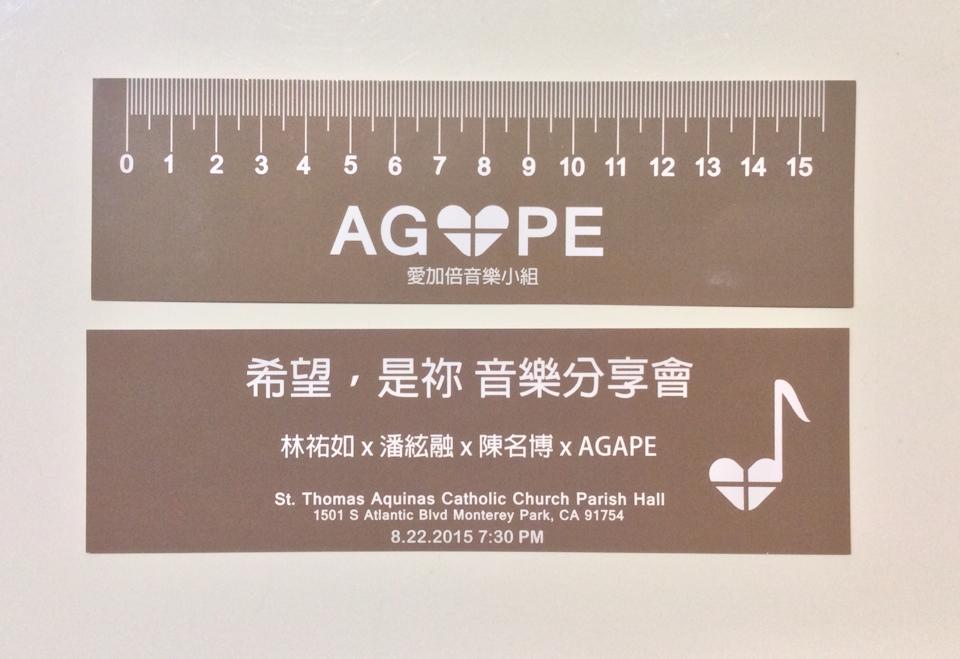 0 1 2 3 4 5 6 7 8 9 10 11 12 13 14 15
AG PE
愛加倍音樂小組
希望，是祢 音樂分享會
林祐如 x 潘絃融 x 陳名博 x AGAPE
St. Thomas Aquinas Catholic Church Parish Hall
1501 S Atlantic Blvd Monterey Park, CA 91754
8.22.2015 7:30 PM